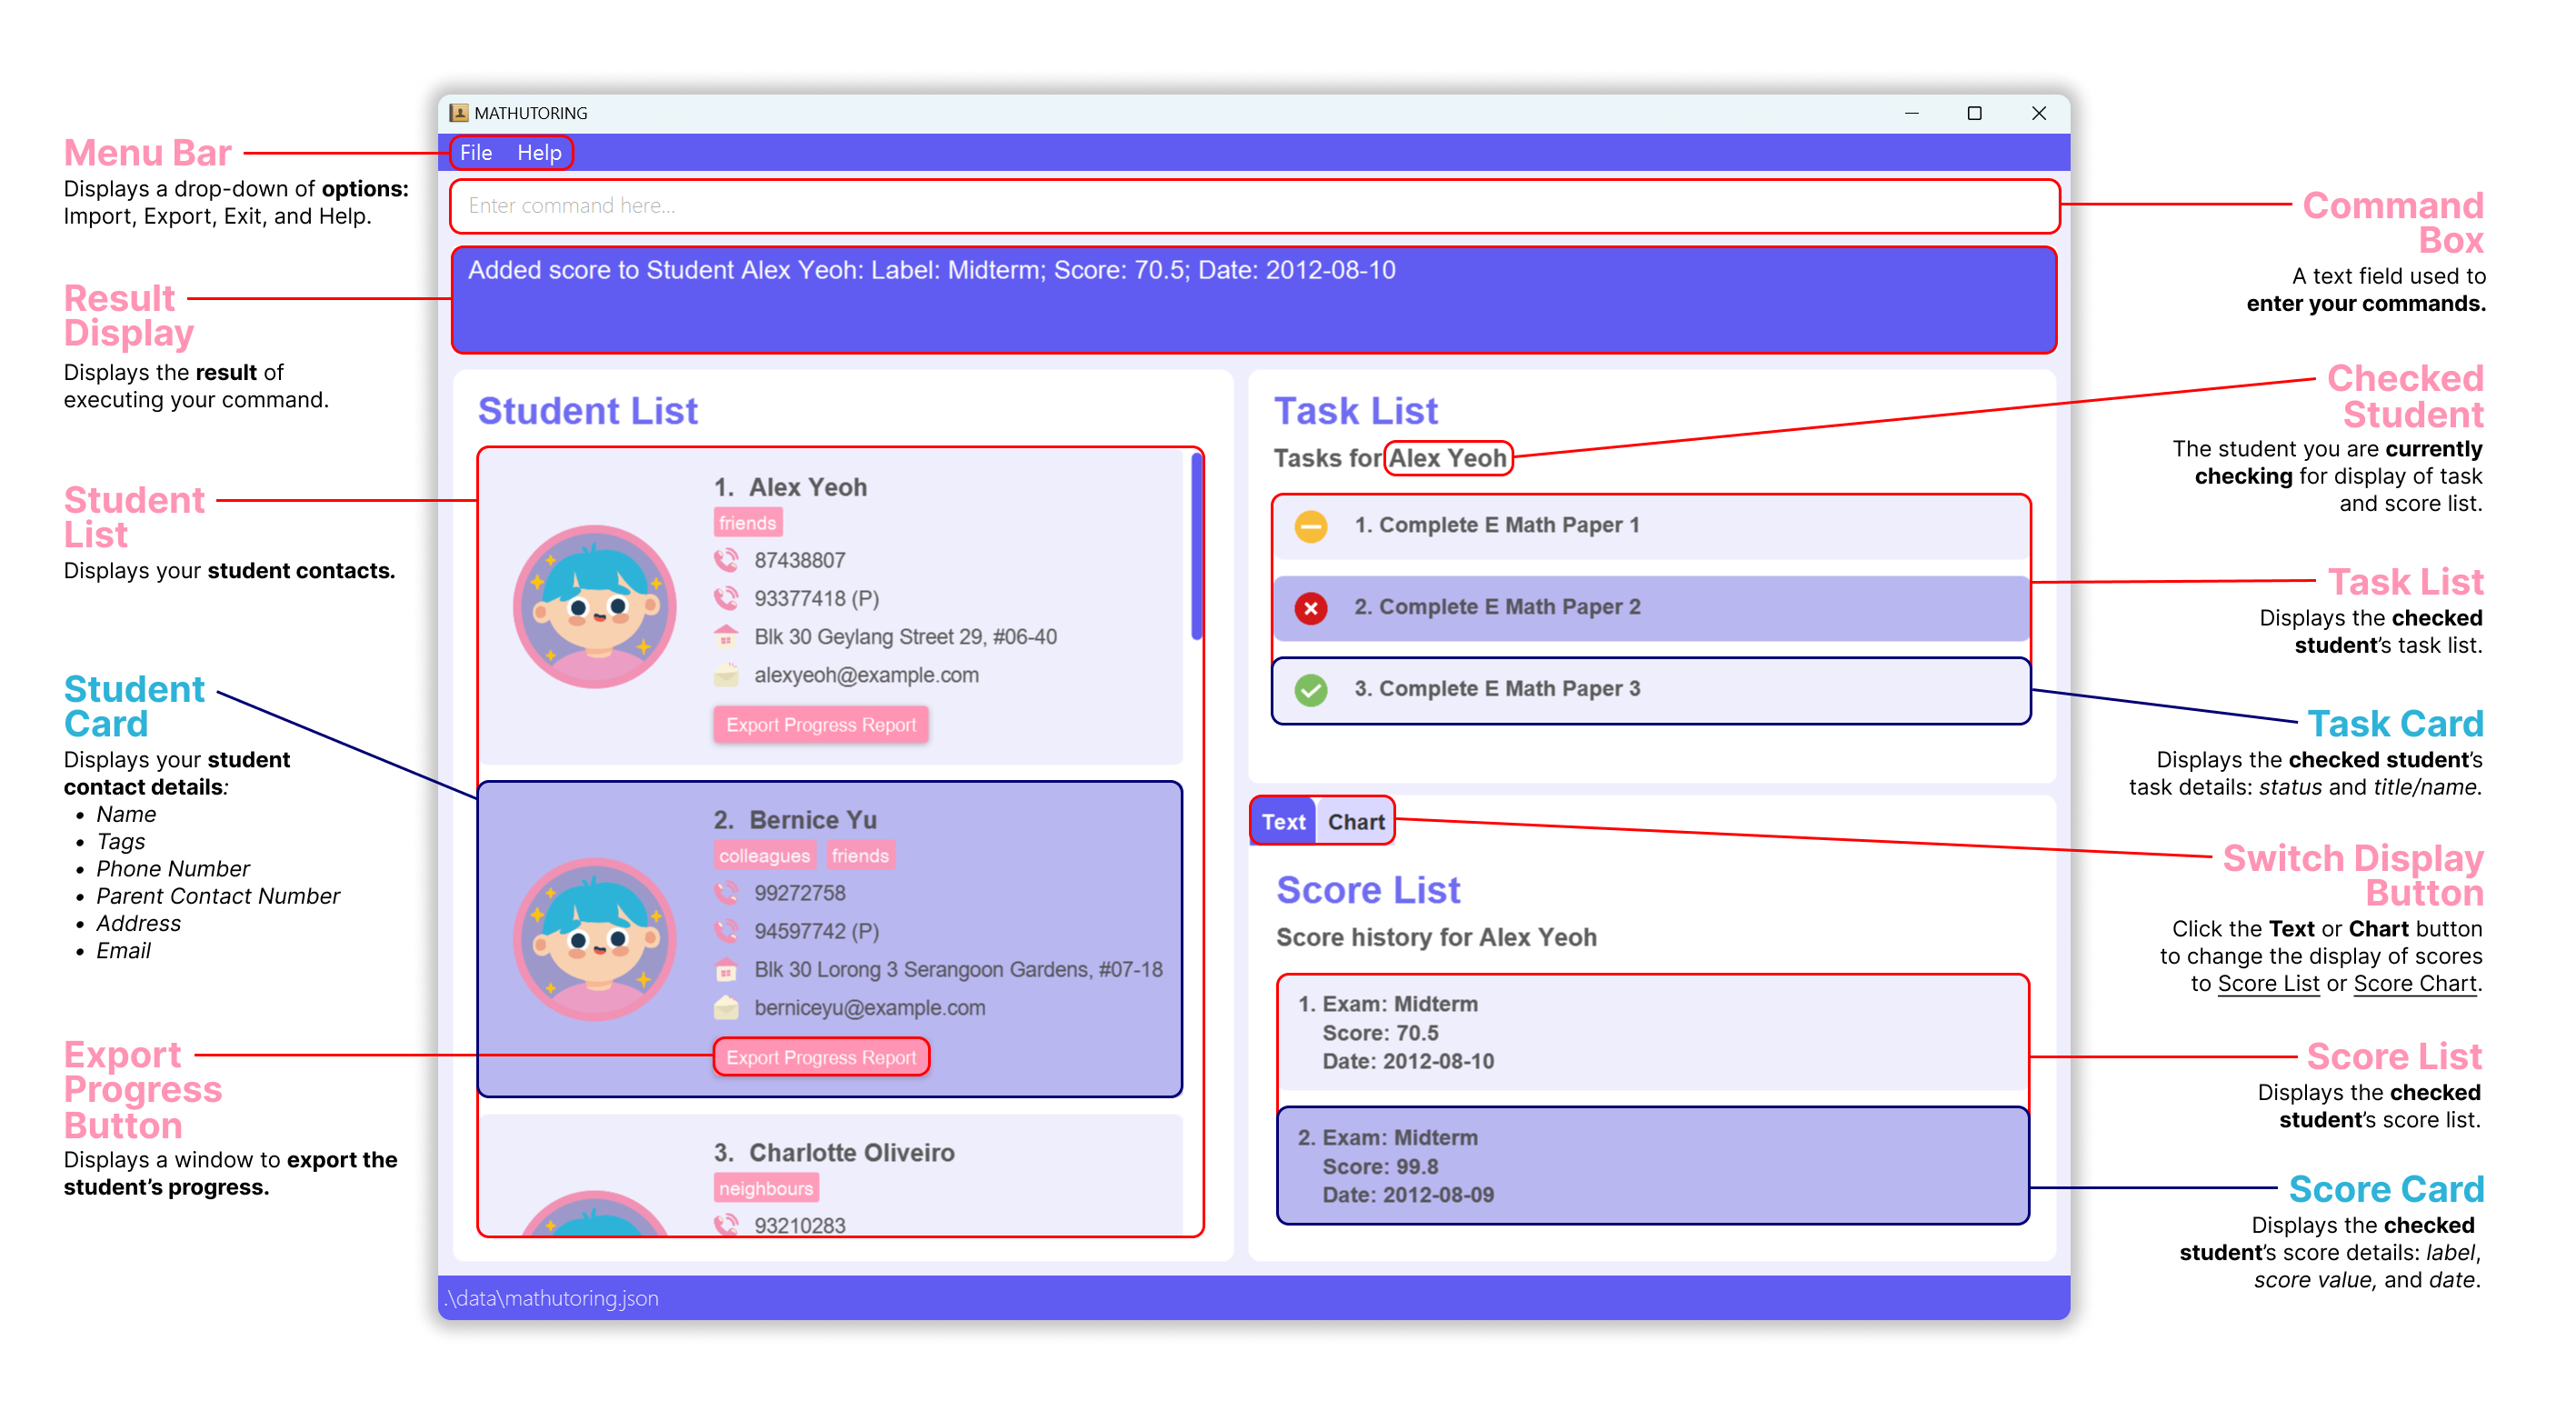 MATHUTORING
File Help
Enter command here...
Added score to Student Alex Yeoh: Label: Midterm; Score: 70.5; Date: 2012-08-10
Menu Bar
Displays a drop-down of options:
Import, Export, Exit, and Help.
Result
Display
Displays the result of
executing your command.
Student
List
Displays your student contacts.
Student
Card
Displays your student
contact details:
• Name
• Tags
• Phone Number
• Parent Contact Number
• Address
• Email
Export
Progress
Button
Displays a window to export the
student's progress.
Student List
1. Alex Yeoh
friends
87438807
93377418 (P)
Blk 30 Geylang Street 29, #06-40
alexyeoh@example.com
Export Progress Report
2. Bernice Yu
colleagues friends
99272758
94597742 (P)
Blk 30 Lorong 3 Serangoon Gardens, #07-18
berniceyu@example.com
Export Progress Report
3. Charlotte Oliveiro
neighbours
93210283
Task List
Tasks for Alex Yeoh
1. Complete E Math Paper 1
2. Complete E Math Paper 2
3. Complete E Math Paper 3
Text Chart
Score List
Score history for Alex Yeoh
1. Exam: Midterm
Score: 70.5
Date: 2012-08-10
2. Exam: Midterm
Score: 99.8
Date: 2012-08-09
.\data\mathutoring.json
Command
Box
A text field used to
enter your commands.
Checked
Student
The student you are currently
checking for display of task
and score list.
Task List
Displays the checked
student's task list.
Task Card
Displays the checked student's
task details: status and title/name.
Switch Display
Button
Click the Text or Chart button
to change the display of scores
to Score List or Score Chart.
Score List
Displays the checked
student's score list.
Score Card
Displays the checked
student's score details: label,
score value, and date.